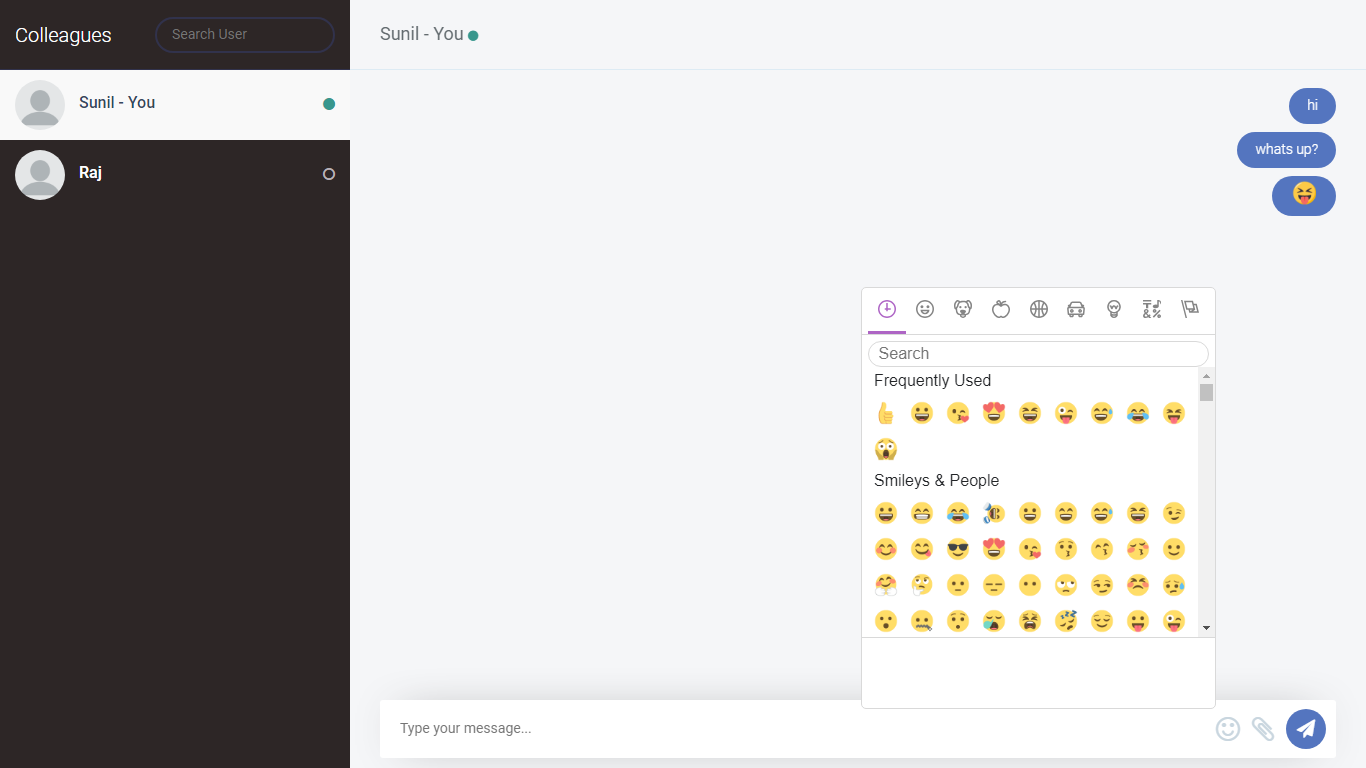 Colleagues
Search User
Sunil - You
Raj
Sunil - You
hi
whats up?
Search
Frequently Used
Smileys & People
Type your message...